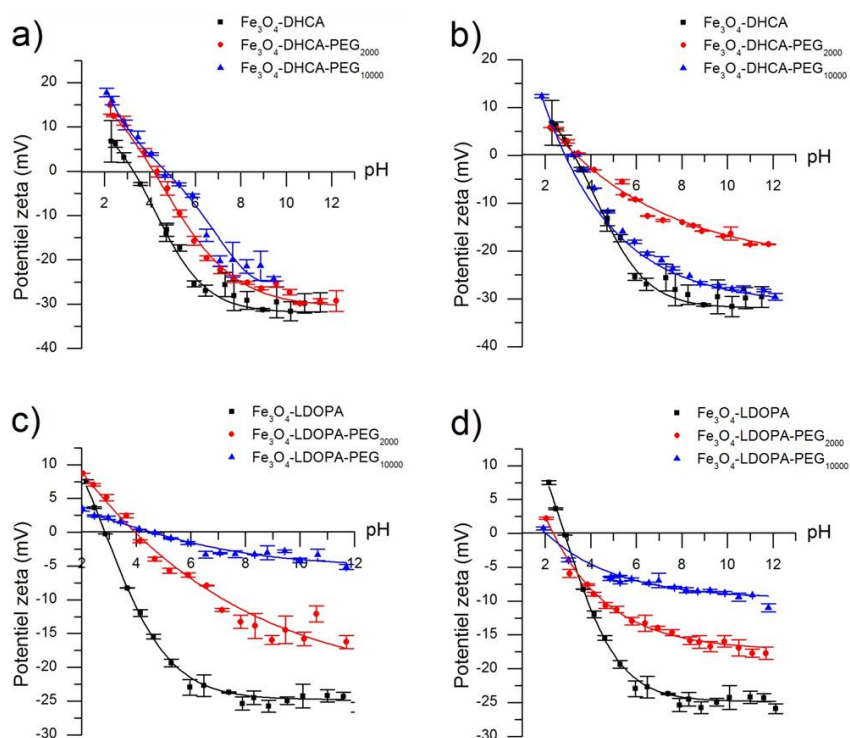 a)
Fe₃O₄-DHCA
Fe₃O₄-DHCA-PEG₂₀₀₀
Fe₃O₄-DHCA-PEG₁₀₀₀₀
20
10
0
-10
-20
-30
-40
2 4 6 8 10 12
pH
Potentiel zeta (mV)
b)
Fe₃O₄-DHCA
Fe₃O₄-DHCA-PEG₂₀₀₀
Fe₃O₄-DHCA-PEG₁₀₀₀₀
20
10
0
-10
-20
-30
-40
2 4 6 8 10 12
pH
Potentiel zeta (mV)
c)
Fe₃O₄-LDOPA
Fe₃O₄-LDOPA-PEG₂₀₀₀
Fe₃O₄-LDOPA-PEG₁₀₀₀₀
10
5
0
-5
-10
-15
-20
-25
-30
2 4 6 8 10 12
pH
Potentiel zeta (mV)
d)
Fe₃O₄-LDOPA
Fe₃O₄-LDOPA-PEG₂₀₀₀
Fe₃O₄-LDOPA-PEG₁₀₀₀₀
10
5
0
-5
-10
-15
-20
-25
-30
2 4 6 8 10 12
pH
Potentiel zeta (mV)